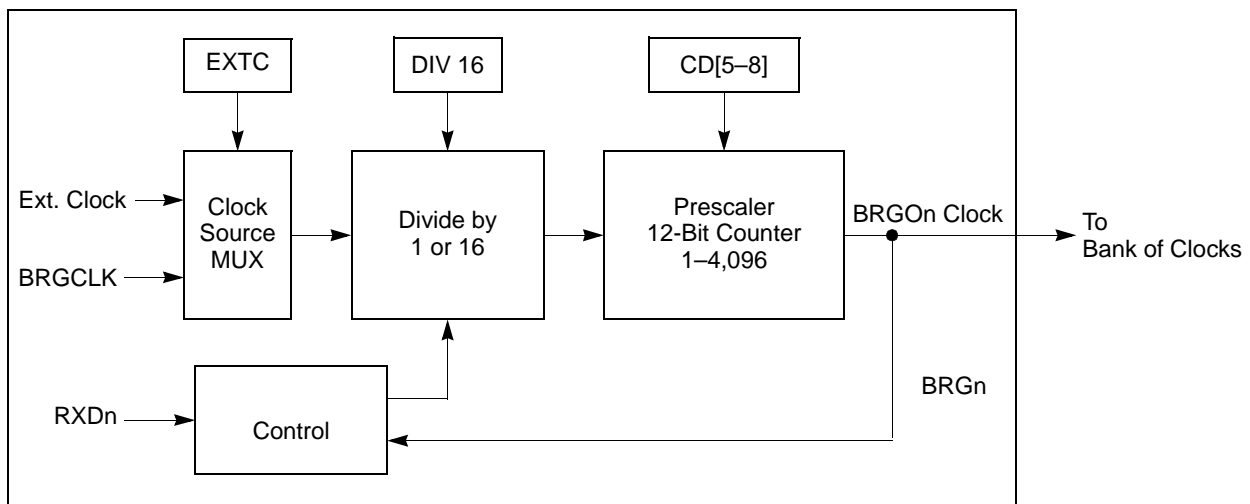 EXTC
DIV 16
CD[5–8]
Ext. Clock
BRGCLK
Clock
Source
MUX
Divide by
1 or 16
Prescaler
12-Bit Counter
1–4,096
BRGOn Clock
To
Bank of Clocks
RXDn
Control
BRGn